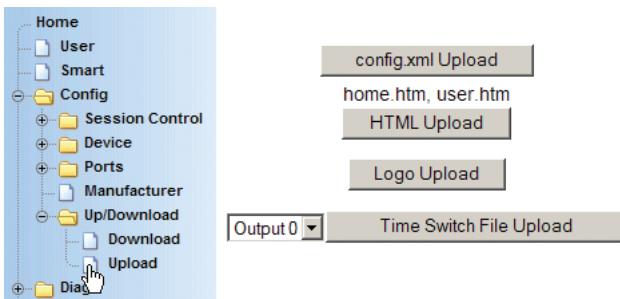 Home
User
Smart
Config
Session Control
Device
Ports
Manufacturer
Up/Download
Download
Upload
config.xml Upload
home.htm, user.htm
HTML Upload
Logo Upload
Output 0
Time Switch File Upload